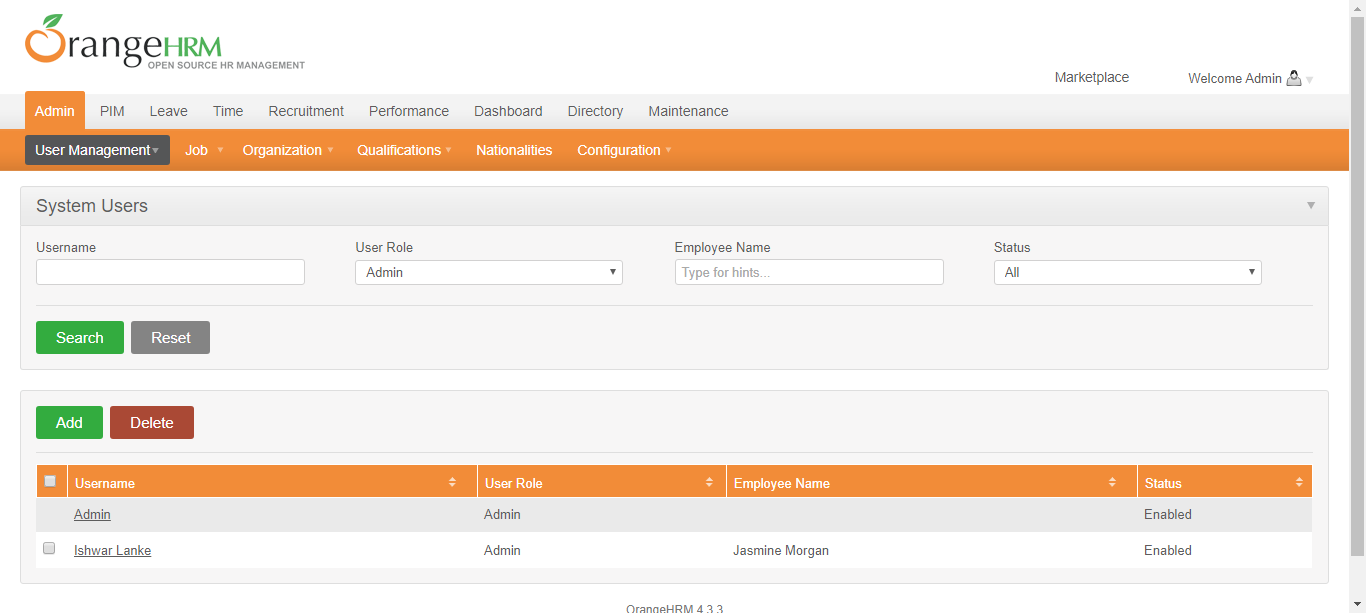 OrangeHRM
OPEN SOURCE HR MANAGEMENT
Marketplace Welcome Admin
Admin PIM Leave Time Recruitment Performance Dashboard Directory Maintenance
User Management Job Organization Qualifications Nationalities Configuration
System Users
Username User Role Employee Name Status
Admin Type for hints... All
Search Reset
Add Delete
Username User Role Employee Name Status
Admin Admin Enabled
Ishwar Lanke Admin Jasmine Morgan Enabled
OrangeHRM 4.3.3